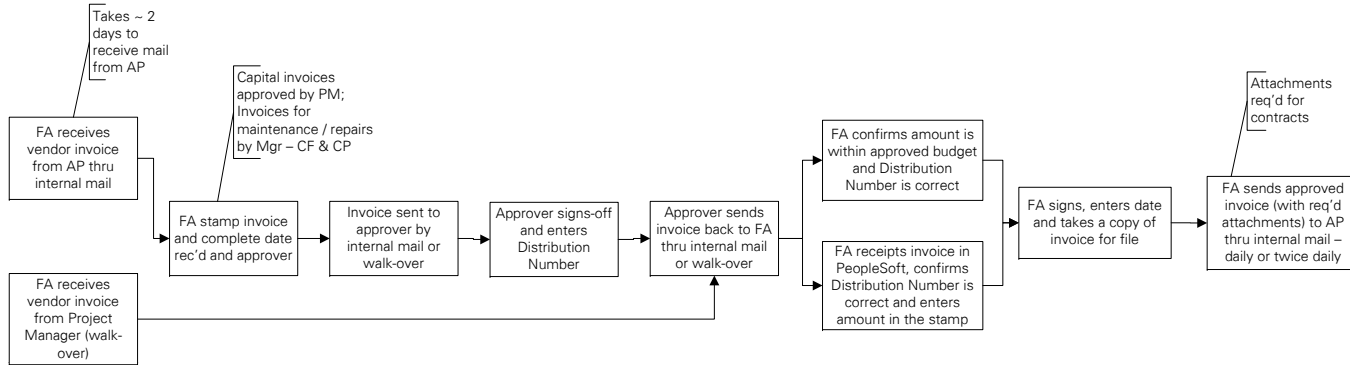 Takes ~ 2
days to
receive mail
from AP
Capital invoices
approved by PM;
Invoices for
maintenance / repairs
by Mgr – CF & CP
Attachments
req’d for
contracts
FA receives
vendor invoice
from AP thru
internal mail
FA stamp invoice
and complete date
rec’d and approver
Invoice sent to
approver by
internal mail or
walk-over
Approver signs-off
and enters
Distribution
Number
Approver sends
invoice back to FA
thru internal mail
or walk-over
FA confirms amount is
within approved budget
and Distribution
Number is correct
FA receipts invoice in
PeopleSoft, confirms
Distribution Number is
correct and enters
amount in the stamp
FA signs, enters
date and takes a copy
of invoice for file
FA sends approved
invoice (with req’d
attachments) to AP
thru internal mail –
daily or twice daily
FA receives
vendor invoice
from Project
Manager (walk-
over)